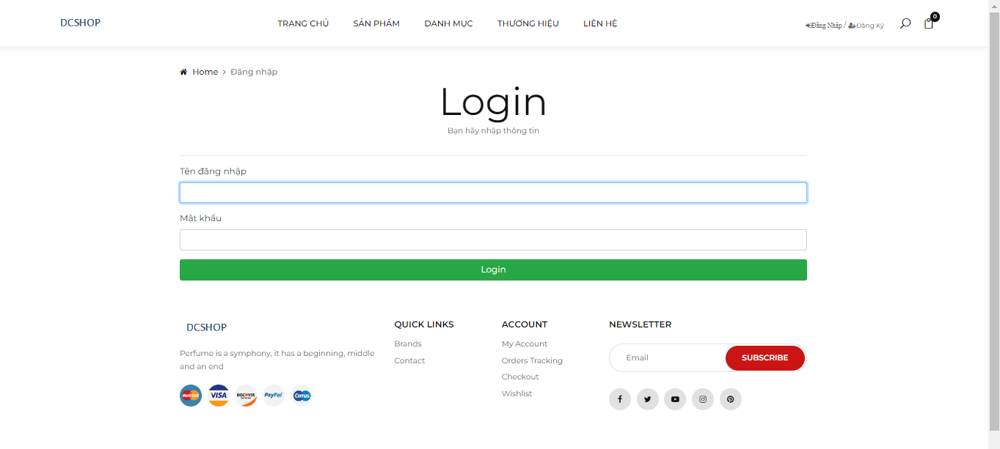 DCSHOP
TRANG CHỦ SẢN PHẨM DANH MỤC THƯƠNG HIỆU LIÊN HỆ
Đăng Nhập / Đăng Ký
0
Home > Đăng nhập
Login
Bạn hãy nhập thông tin
Tên đăng nhập
Mật khẩu
Login
DCSHOP
Perfume is a symphony, it has a beginning, middle
and an end
MasterCard VISA DISCOVER NETWORK PayPal Cirrus
QUICK LINKS
Brands
Contact
ACCOUNT
My Account
Orders Tracking
Checkout
Wishlist
NEWSLETTER
Email SUBSCRIBE